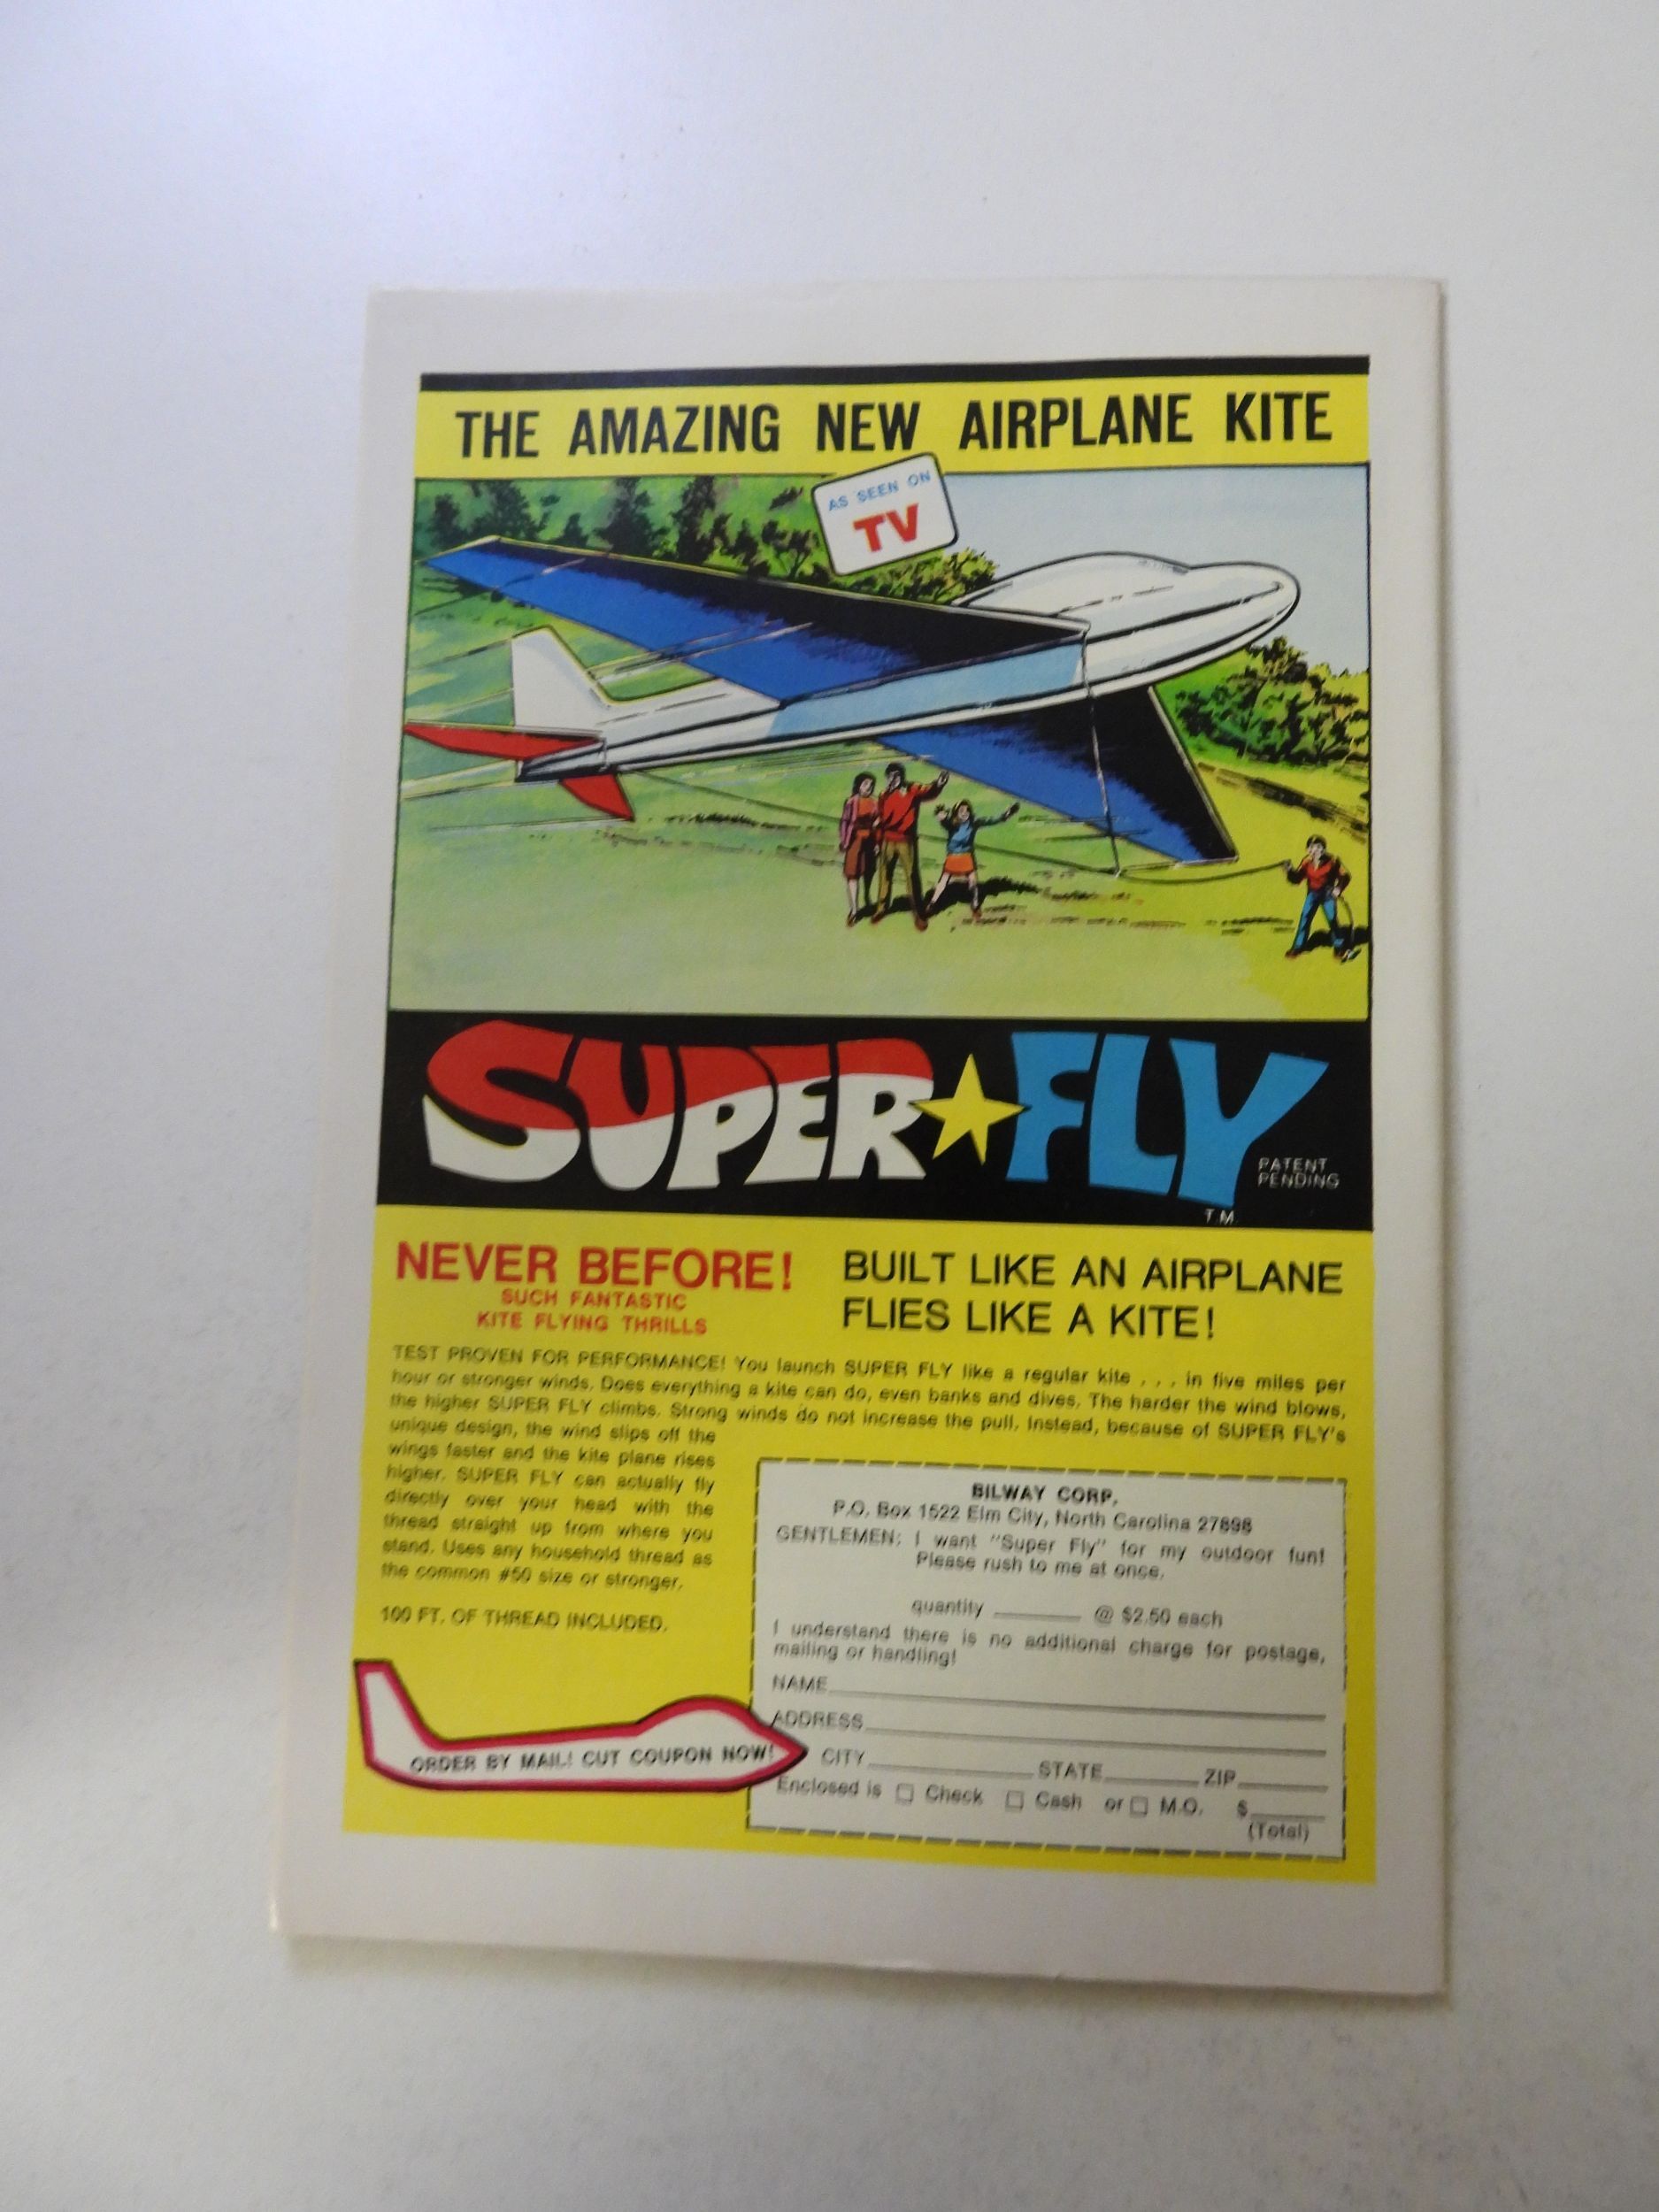 THE AMAZING NEW AIRPLANE KITE
AS SEEN ON
TV
SUPER FLY
PATENT
PENDING
T.M.
NEVER BEFORE!
SUCH FANTASTIC
KITE FLYING THRILLS
BUILT LIKE AN AIRPLANE
FLIES LIKE A KITE!
TEST PROVEN FOR PERFORMANCE! You launch SUPER FLY like a regular kite . . . in five miles per
hour or stronger winds. Does everything a kite can do, even banks and dives. The harder the wind blows,
the higher SUPER FLY climbs. Strong winds do not increase the pull. Instead, because of SUPER FLY's
unique design, the wind slips off the
wings faster and the kite plane rises
higher. SUPER FLY can actually fly
directly over your head with the
thread straight up from where you
stand. Uses any household thread as
the common #50 size or stronger.
100 FT. OF THREAD INCLUDED.
ORDER BY MAIL! CUT COUPON NOW!
BILWAY CORP.
P.O. Box 1522 Elm City, North Carolina 27898
GENTLEMEN: I want "Super Fly" for my outdoor fun!
Please rush to me at once.
quantity ______ @ $2.50 each
I understand there is no additional charge for postage,
mailing or handling!
NAME
ADDRESS
CITY STATE ZIP
Enclosed is □ Check □ Cash or □ M.O. $
(Total)